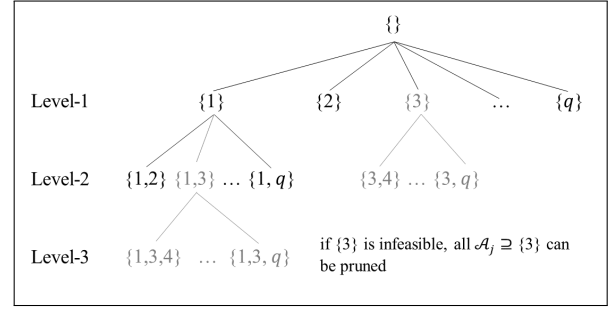 {}
Level-1 {1} {2} {3} … {q}
Level-2 {1,2} {1,3} … {1, q} {3,4} … {3, q}
Level-3 {1,3,4} … {1,3, q}
if {3} is infeasible, all 𝒜ⱼ ⊇ {3} can
be pruned